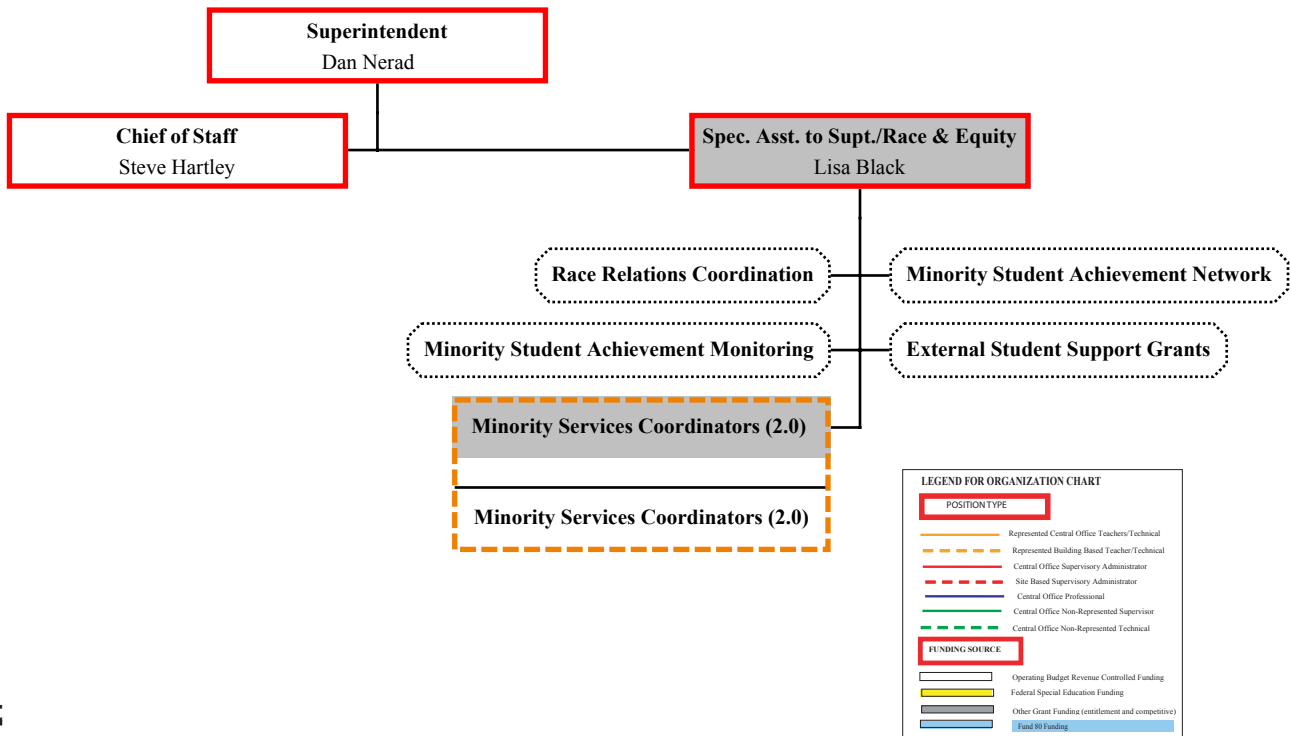 Superintendent
Dan Nerad
Chief of Staff
Steve Hartley
Spec. Asst. to Supt./Race & Equity
Lisa Black
Race Relations Coordination
Minority Student Achievement Network
Minority Student Achievement Monitoring
External Student Support Grants
Minority Services Coordinators (2.0)
Minority Services Coordinators (2.0)
LEGEND FOR ORGANIZATION CHART
POSITION TYPE
Represented Central Office Teachers/Technical
Represented Building Based Teacher/Technical
Central Office Supervisory Administrator
Site Based Supervisory Administrator
Central Office Professional
Central Office Non-Represented Supervisor
Central Office Non-Represented Technical
FUNDING SOURCE
Operating Budget Revenue Controlled Funding
Federal Special Education Funding
Other Grant Funding (entitlement and competitive)
Fund 80 Funding